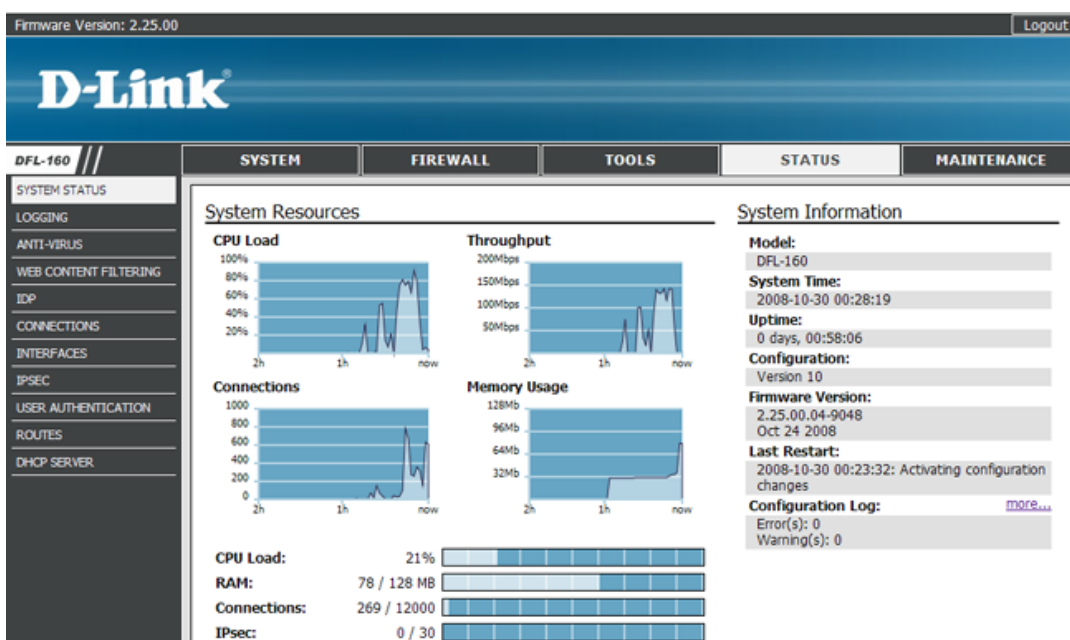 Firmware Version: 2.25.00
Logout
D-Link®
DFL-160
SYSTEM
FIREWALL
TOOLS
STATUS
MAINTENANCE
SYSTEM STATUS
LOGGING
ANTI-VIRUS
WEB CONTENT FILTERING
IDP
CONNECTIONS
INTERFACES
IPSEC
USER AUTHENTICATION
ROUTES
DHCP SERVER
System Resources
CPU Load
100%
80%
60%
40%
20%
2h 1h now
Throughput
200Mbps
150Mbps
100Mbps
50Mbps
2h 1h now
Connections
1000
800
600
400
200
0
2h 1h now
Memory Usage
128Mb
96Mb
64Mb
32Mb
2h 1h now
CPU Load: 21%
RAM: 78 / 128 MB
Connections: 269 / 12000
IPsec: 0 / 30
System Information
Model:
DFL-160
System Time:
2008-10-30 00:28:19
Uptime:
0 days, 00:58:06
Configuration:
Version 10
Firmware Version:
2.25.00.04-9048
Oct 24 2008
Last Restart:
2008-10-30 00:23:32: Activating configuration
changes
Configuration Log: more...
Error(s): 0
Warning(s): 0